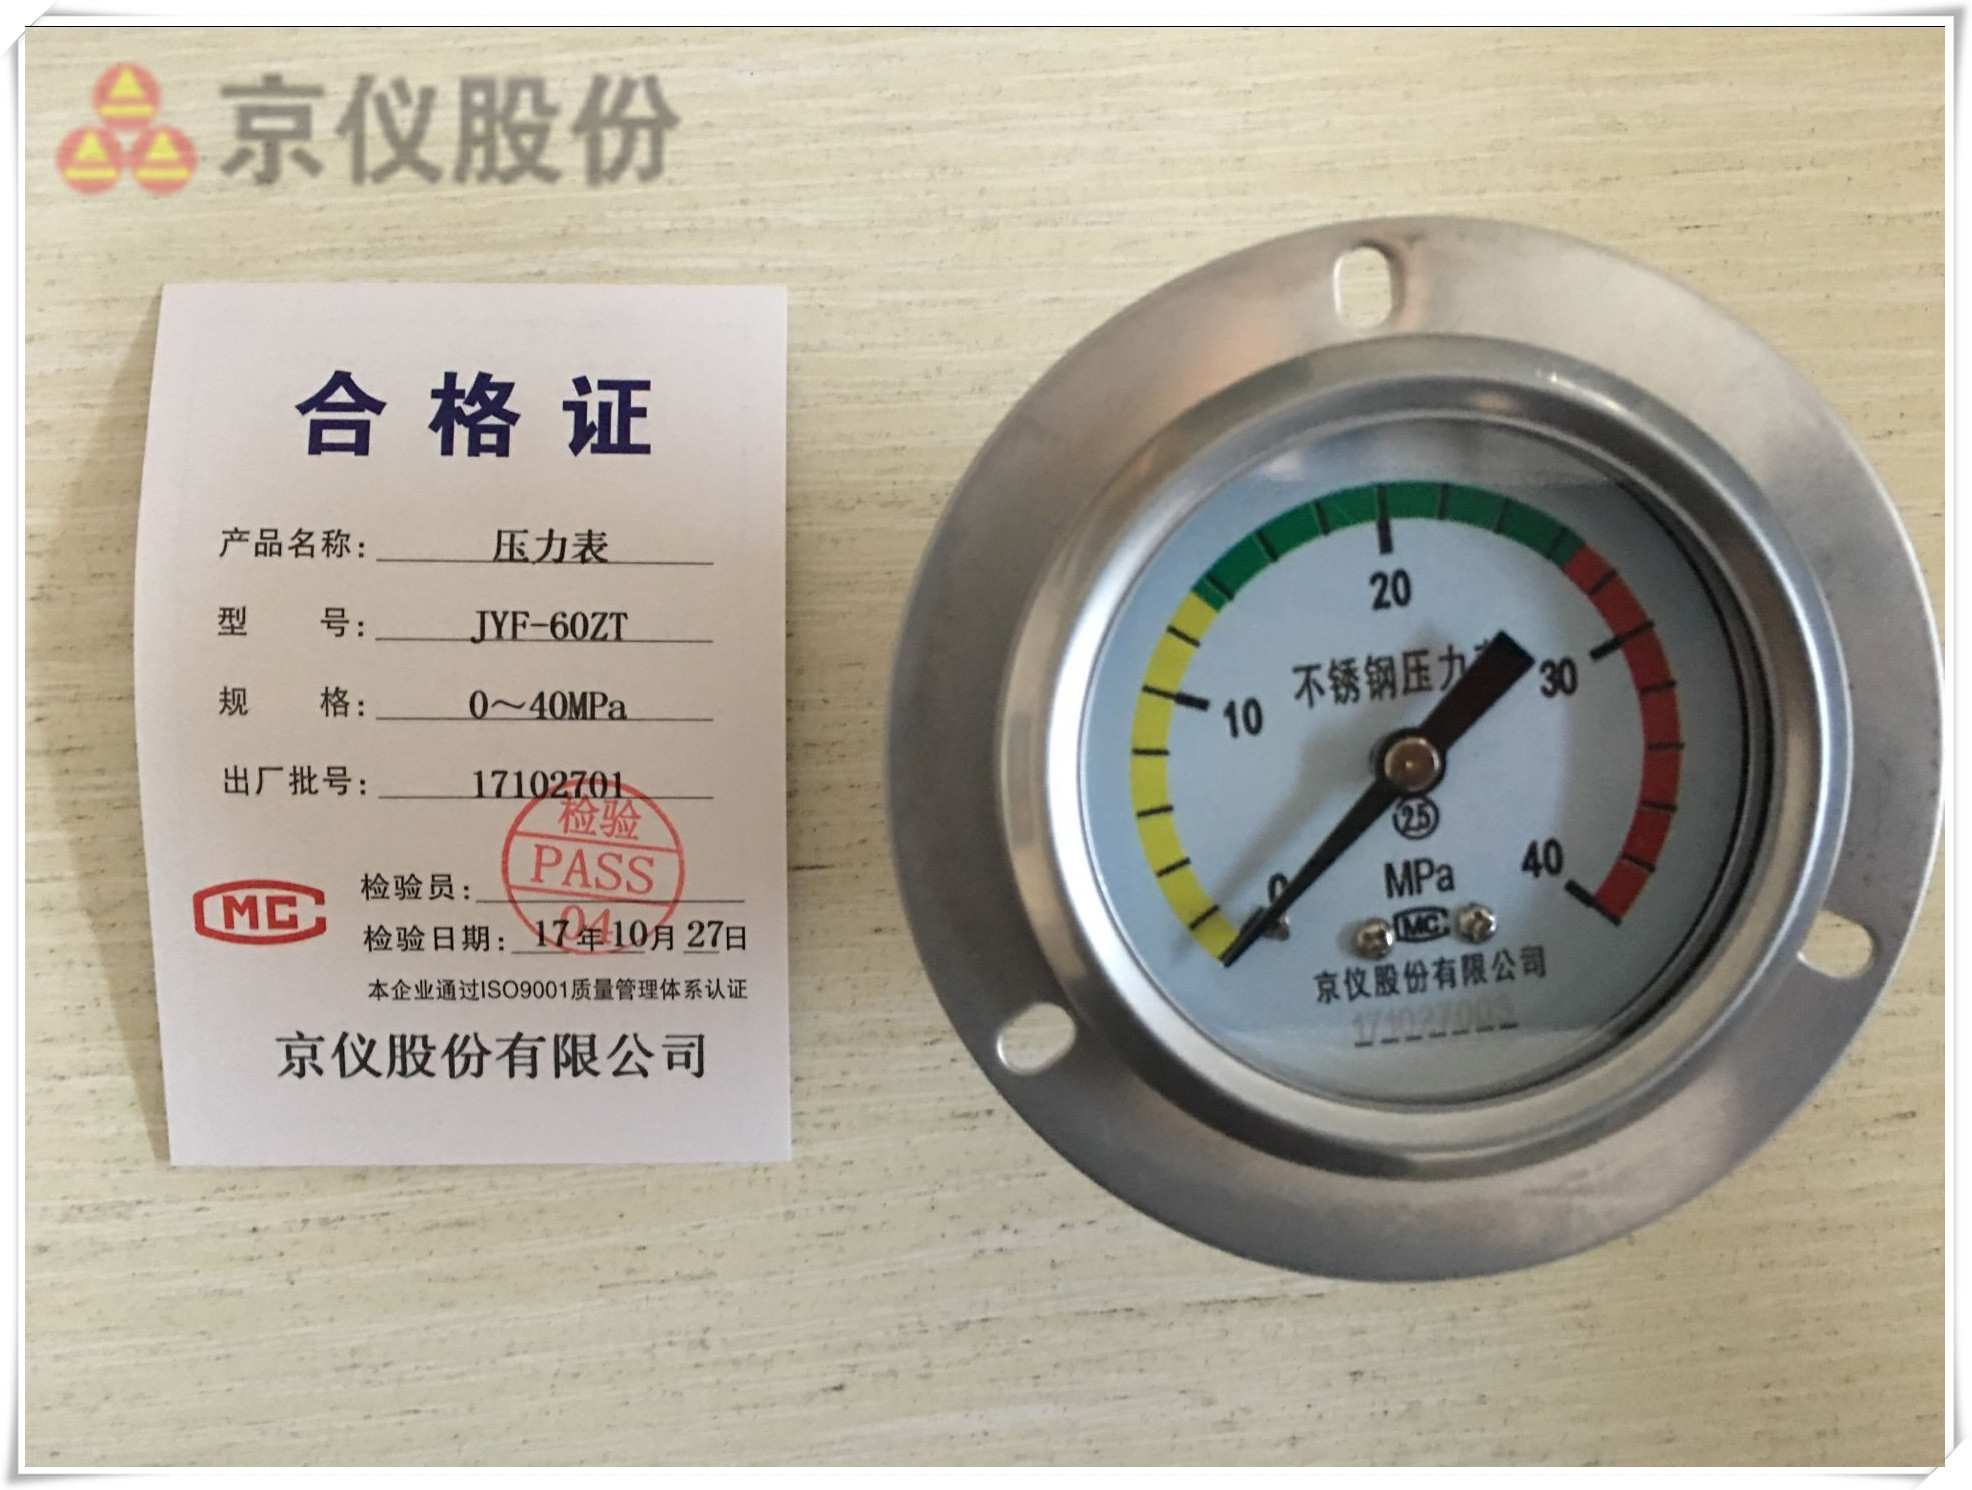 京仪股份
合格证
产品名称: 压力表
型 号: JYF-60ZT
规 格: 0～40MPa
出厂批号: 17102701
检验
PASS
04
检验员:
检验日期: 17年10月27日
MC
本企业通过ISO9001质量管理体系认证
京仪股份有限公司
20
不锈钢压力
10
30
2.5
0
MPa
40
MC
京仪股份有限公司